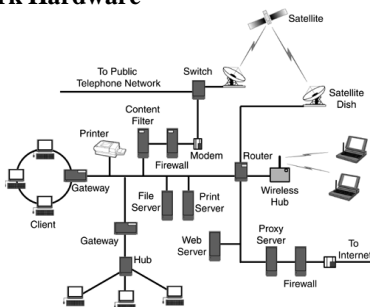 rk Hardware
Satellite
To Public
Telephone Network
Switch
Satellite
Dish
Content
Filter
Printer
Firewall
Modem
Router
Gateway
File
Server
Print
Server
Wireless
Hub
Client
Gateway
Web
Server
Proxy
Server
To
Internet
Hub
Firewall